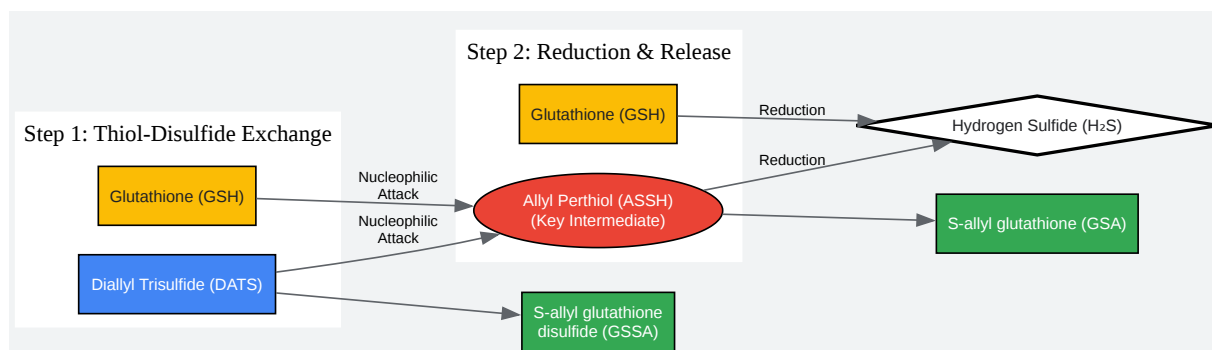 Step 1: Thiol-Disulfide Exchange
Glutathione (GSH)
Diallyl Trisulfide (DATS)
Nucleophilic
Attack
Nucleophilic
Attack
Step 2: Reduction & Release
Glutathione (GSH)
Allyl Perthiol (ASSH)
(Key Intermediate)
S-allyl glutathione
disulfide (GSSA)
Reduction
Reduction
Hydrogen Sulfide (H₂S)
S-allyl glutathione (GSA)